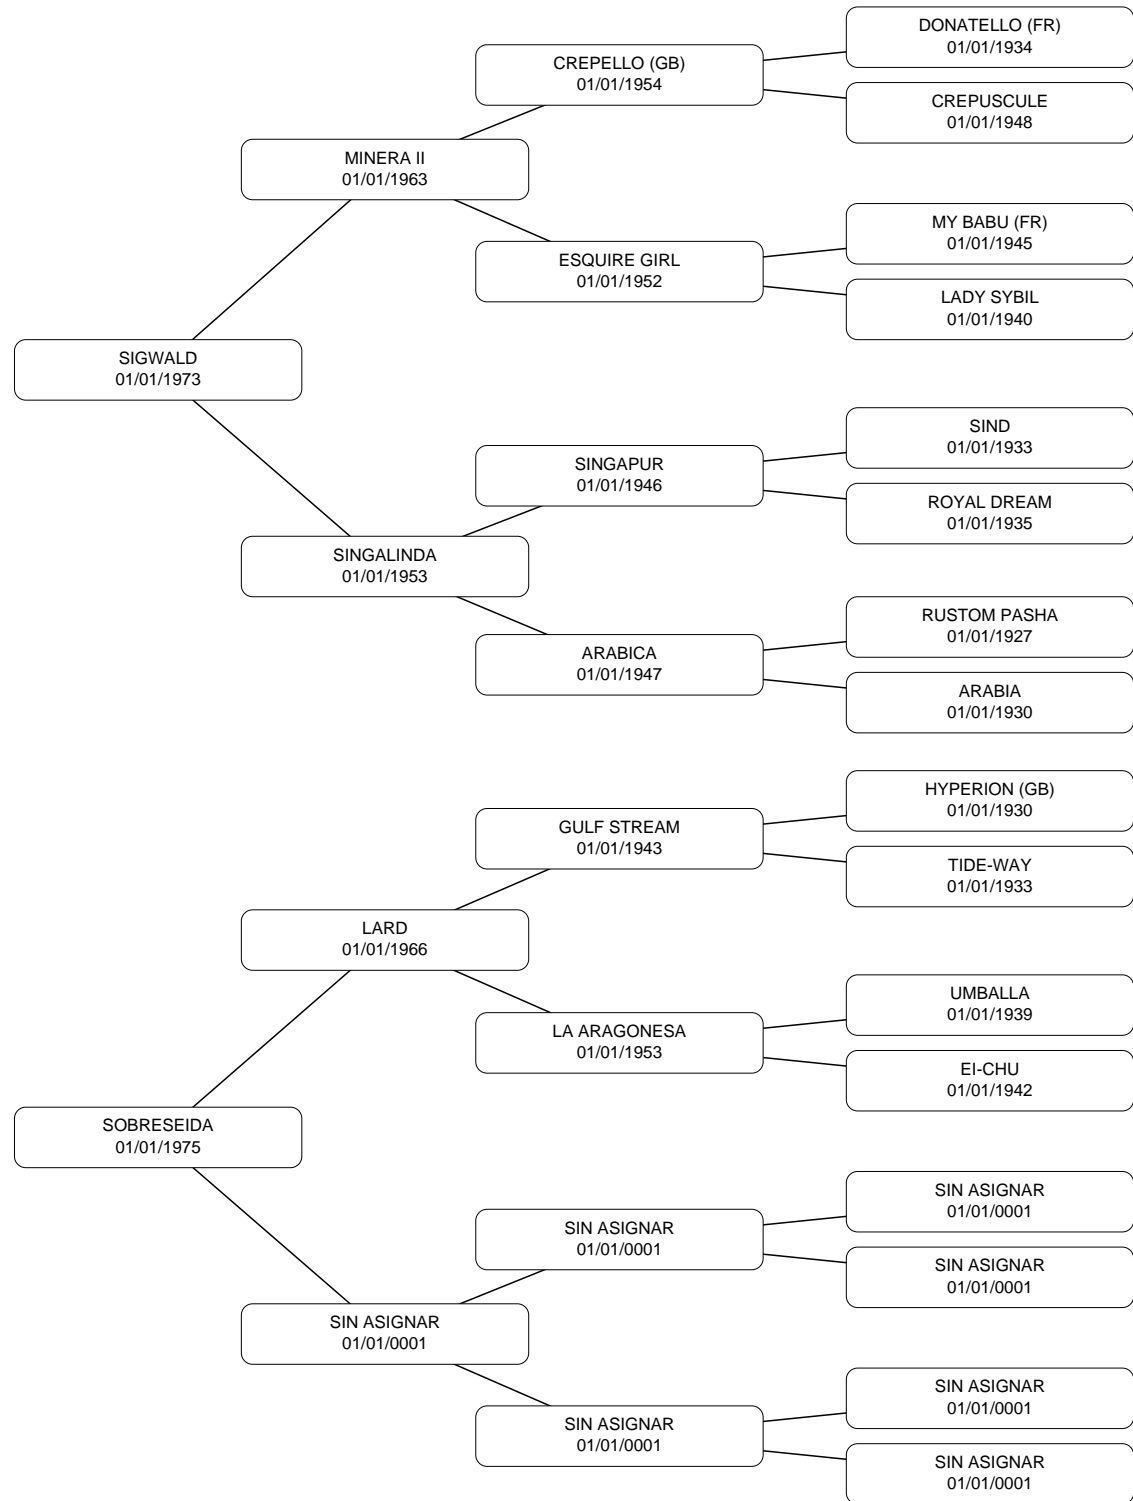 DONATELLO (FR)
01/01/1934
CREPELLO (GB)
01/01/1954
CREPUSCULE
01/01/1948
MINERA II
01/01/1963
MY BABU (FR)
01/01/1945
ESQUIRE GIRL
01/01/1952
LADY SYBIL
01/01/1940
SIGWALD
01/01/1973
SIND
01/01/1933
SINGAPUR
01/01/1946
ROYAL DREAM
01/01/1935
SINGALINDA
01/01/1953
RUSTOM PASHA
01/01/1927
ARABICA
01/01/1947
ARABIA
01/01/1930
HYPERION (GB)
01/01/1930
GULF STREAM
01/01/1943
TIDE-WAY
01/01/1933
LARD
01/01/1966
UMBALLA
01/01/1939
LA ARAGONESA
01/01/1953
EI-CHU
01/01/1942
SOBRESEIDA
01/01/1975
SIN ASIGNAR
01/01/0001
SIN ASIGNAR
01/01/0001
SIN ASIGNAR
01/01/0001
SIN ASIGNAR
01/01/0001
SIN ASIGNAR
01/01/0001
SIN ASIGNAR
01/01/0001
SIN ASIGNAR
01/01/0001